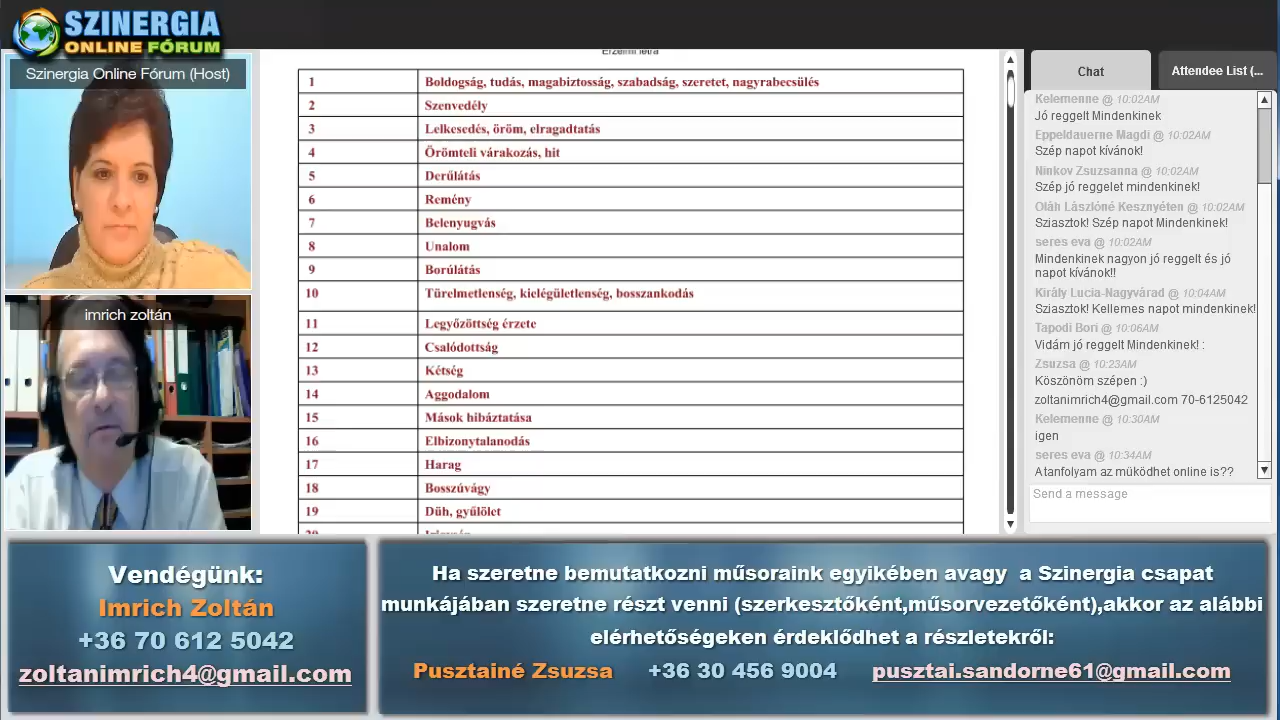 SZINERGIA
ONLINE FÓRUM
Szinergia Online Fórum (Host)
imrich zoltán
1 Boldogság, tudás, magabiztosság, szabadság, szeretet, nagyrabecsülés
2 Szenvedély
3 Lelkesedés, öröm, elragadtatás
4 Örömteli várakozás, hit
5 Derűlátás
6 Remény
7 Belenyugvás
8 Unalom
9 Borúlátás
10 Türelmetlenség, kielégületlenség, bosszankodás
11 Legyőzöttség érzete
12 Csalódottság
13 Kétség
14 Aggodalom
15 Mások hibáztatása
16 Elbizonytalanodás
17 Harag
18 Bosszúvágy
19 Düh, gyűlölet
Chat
Attendee List (...
Kelemenne @ 10:02AM
Jó reggelt Mindenkinek
Eppeldauerne Magdi @ 10:02AM
Szép napot kívánok!
Ninkov Zsuzsanna @ 10:02AM
Szép jó reggelet mindenkinek!
Oláh Lászlóné Kesznyéten @ 10:02AM
Sziasztok! Szép napot Mindenkinek!
seres eva @ 10:02AM
Mindenkinek nagyon jó reggelt és jó
napot kívánok!!
Király Lucia-Nagyvárad @ 10:04AM
Sziasztok! Kellemes napot mindenkinek!
Tapodi Bori @ 10:06AM
Vidám jó reggelt Mindenkinek! :
Zsuzsa @ 10:23AM
Köszönöm szépen :)
zoltanimrich4@gmail.com 70-6125042
Kelemenne @ 10:30AM
igen
seres eva @ 10:34AM
Atanfolyam az müködhet online is??
Send a message
Vendégünk:
Imrich Zoltán
+36 70 612 5042
zoltanimrich4@gmail.com
Ha szeretne bemutatkozni műsoraink egyikében avagy a Szinergia csapat
munkájában szeretne részt venni (szerkesztőként,műsorvezetőként),akkor az alábbi
elérhetőségeken érdeklődhet a részletekről:
Pusztainé Zsuzsa +36 30 456 9004 pusztai.sandorne61@gmail.com